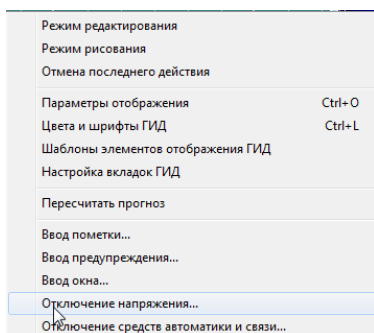 Режим редактирования
Режим рисования
Отмена последнего действия
Параметры отображения Ctrl+O
Цвета и шрифты ГИД Ctrl+L
Шаблоны элементов отображения ГИД
Настройка вкладок ГИД
Пересчитать прогноз
Ввод пометки...
Ввод предупреждения...
Ввод окна...
Отключение напряжения...
Отключение средств автоматики и связи...